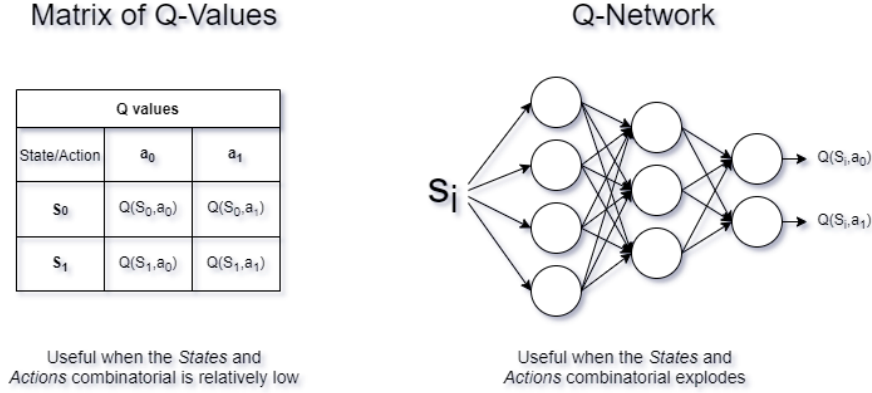 Matrix of Q-Values
Q values
State/Action a₀ a₁
S₀ Q(S₀,a₀) Q(S₀,a₁)
S₁ Q(S₁,a₀) Q(S₁,a₁)
Useful when the States and
Actions combinatorial is relatively low
Q-Network
Sᵢ
Q(Sᵢ,a₀)
Q(Sᵢ,a₁)
Useful when the States and
Actions combinatorial explodes